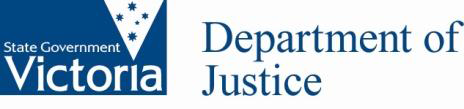 State Government
Victoria
Department of
Justice